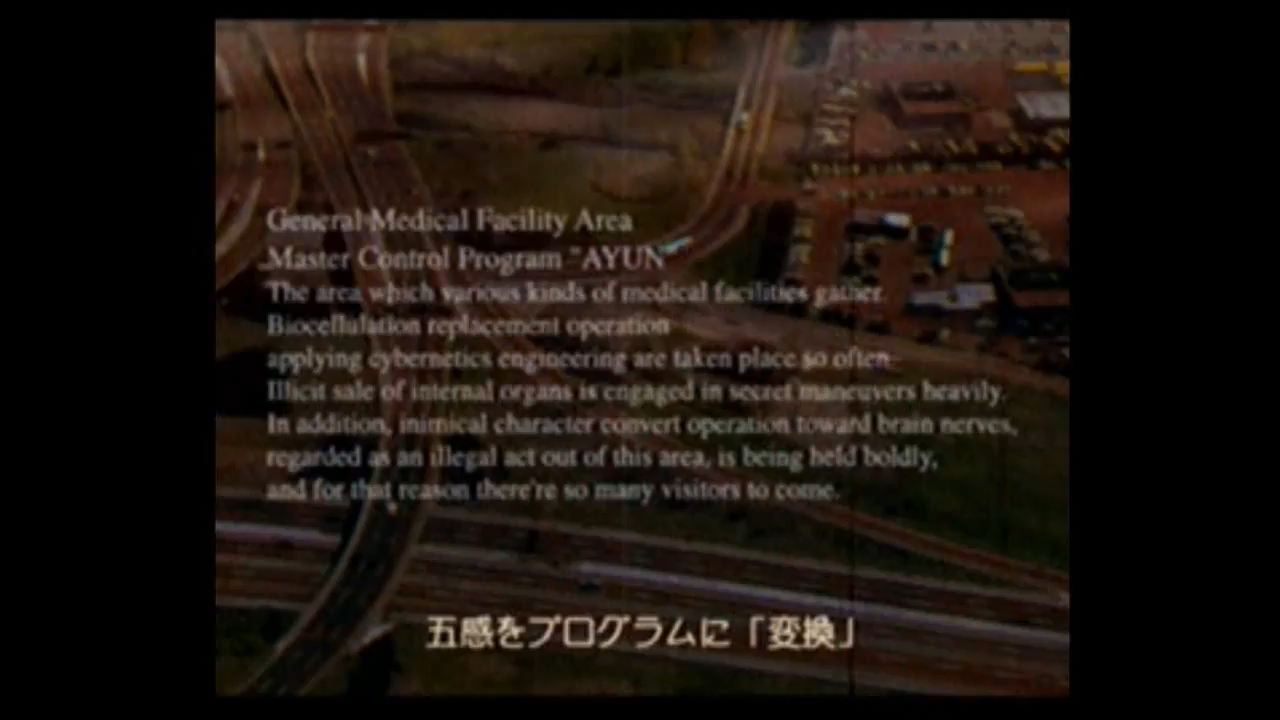 General Medical Facility Area
Master Control Program "AYUN"
The area which various kinds of medical facilities gather.
Biocellulation replacement operation
applying cybernetics engineering are taken place so often.
Illicit sale of internal organs is engaged in secret maneuvers heavily.
In addition, inimical character convert operation toward brain nerves,
regarded as an illegal act out of this area, is being held boldly,
and for that reason there're so many visitors to come.
五感をプログラムに「変換」